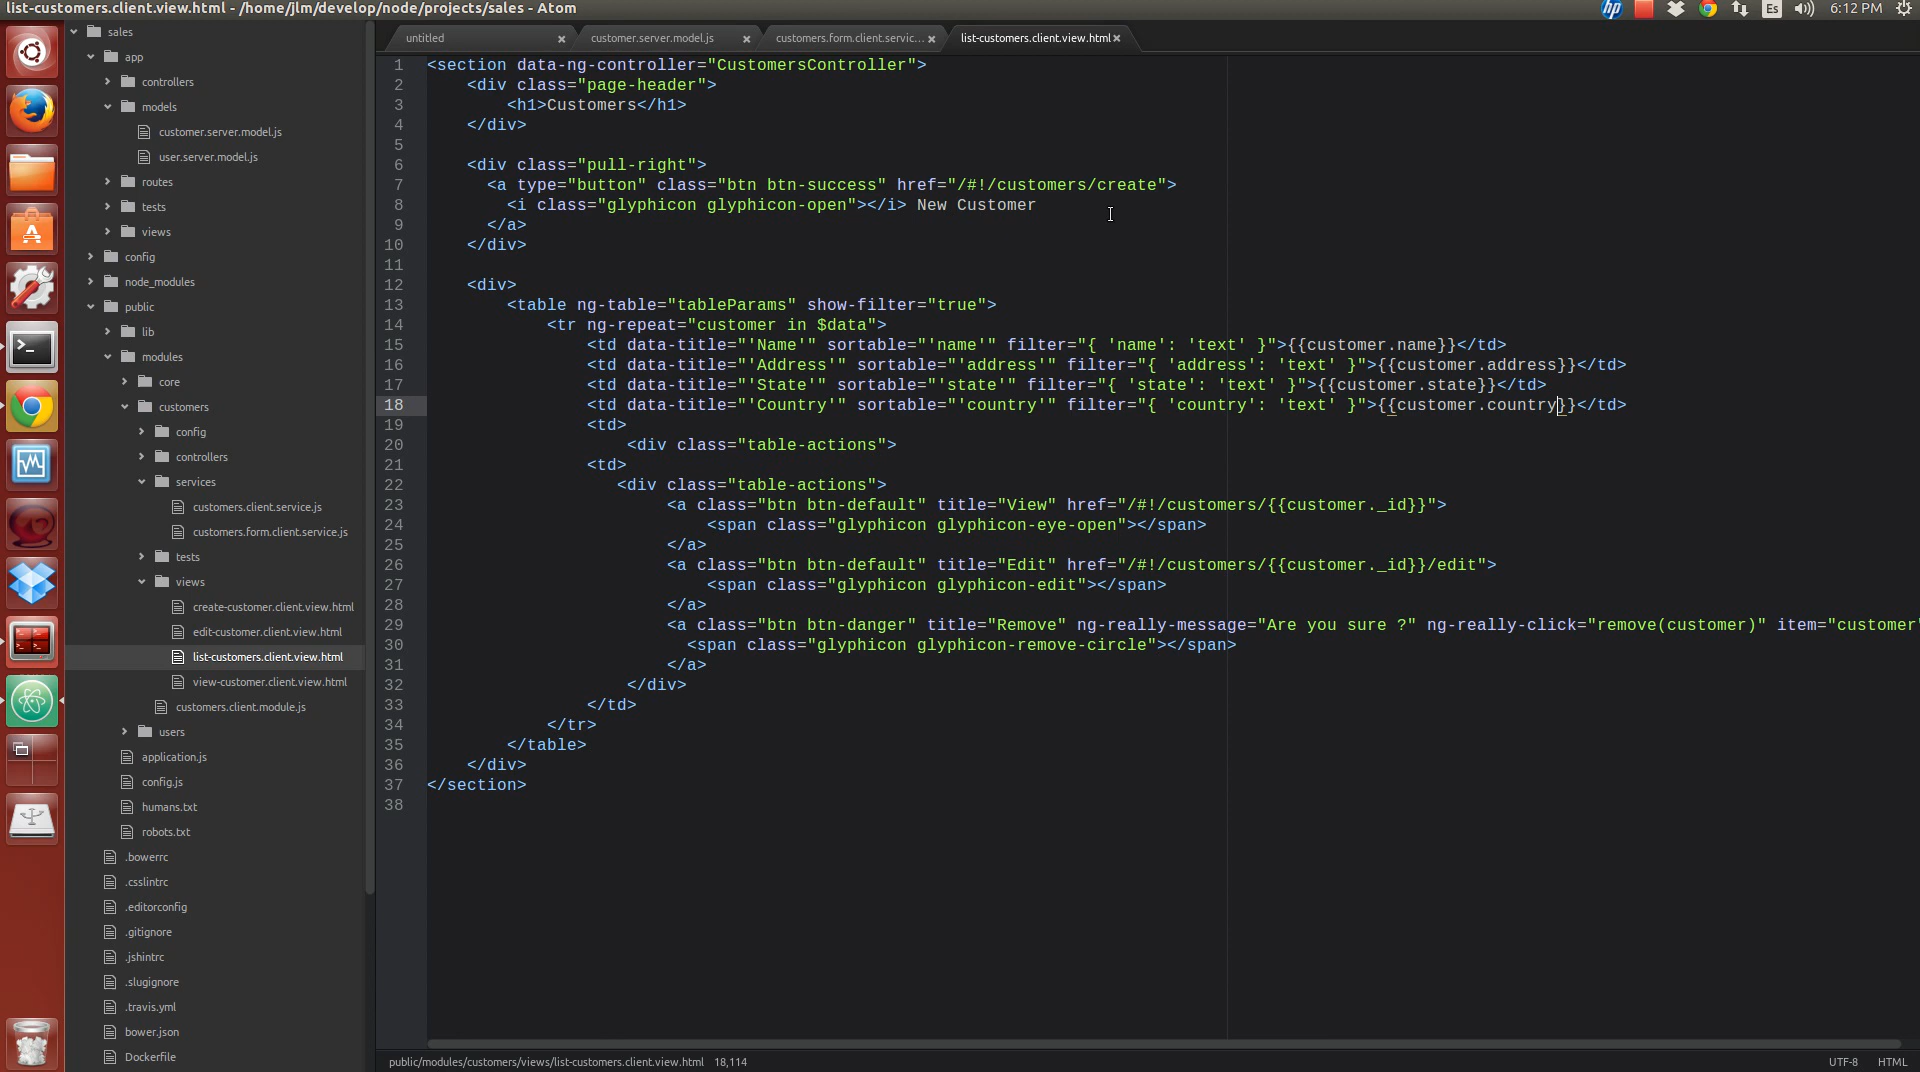 list-customers.client.view.html - /home/jlm/develop/node/projects/sales - Atom
hp
Es
6:12 PM
sales
app
controllers
models
customer.server.model.js
user.server.model.js
routes
tests
views
config
node_modules
public
lib
modules
core
customers
config
controllers
services
customers.client.service.js
customers.form.client.service.js
tests
views
create-customer.client.view.html
edit-customer.client.view.html
list-customers.client.view.html
view-customer.client.view.html
customers.client.module.js
users
application.js
config.js
humans.txt
robots.txt
.bowerrc
.csslintrc
.editorconfig
.gitignore
.jshintrc
.slugignore
.travis.yml
bower.json
Dockerfile
untitled
customer.server.model.js
customers.form.client.servic...
list-customers.client.view.html
1 <section data-ng-controller="CustomersController">
2 <div class="page-header">
3 <h1>Customers</h1>
4 </div>
5
6 <div class="pull-right">
7 <a type="button" class="btn btn-success" href="/#!/customers/create">
8 <i class="glyphicon glyphicon-open"></i> New Customer
9 </a>
10 </div>
11
12 <div>
13 <table ng-table="tableParams" show-filter="true">
14 <tr ng-repeat="customer in $data">
15 <td data-title="'Name'" sortable="'name'" filter="{ 'name': 'text' }">{{customer.name}}</td>
16 <td data-title="'Address'" sortable="'address'" filter="{ 'address': 'text' }">{{customer.address}}</td>
17 <td data-title="'State'" sortable="'state'" filter="{ 'state': 'text' }">{{customer.state}}</td>
18 <td data-title="'Country'" sortable="'country'" filter="{ 'country': 'text' }">{{customer.country}}</td>
19 <td>
20 <div class="table-actions">
21 <td>
22 <div class="table-actions">
23 <a class="btn btn-default" title="View" href="/#!/customers/{{customer._id}}">
24 <span class="glyphicon glyphicon-eye-open"></span>
25 </a>
26 <a class="btn btn-default" title="Edit" href="/#!/customers/{{customer._id}}/edit">
27 <span class="glyphicon glyphicon-edit"></span>
28 </a>
29 <a class="btn btn-danger" title="Remove" ng-really-message="Are you sure ?" ng-really-click="remove(customer)" item="customer"
30 <span class="glyphicon glyphicon-remove-circle"></span>
31 </a>
32 </div>
33 </td>
34 </tr>
35 </table>
36 </div>
37 </section>
38
public/modules/customers/views/list-customers.client.view.html 18,114
UTF-8 HTML